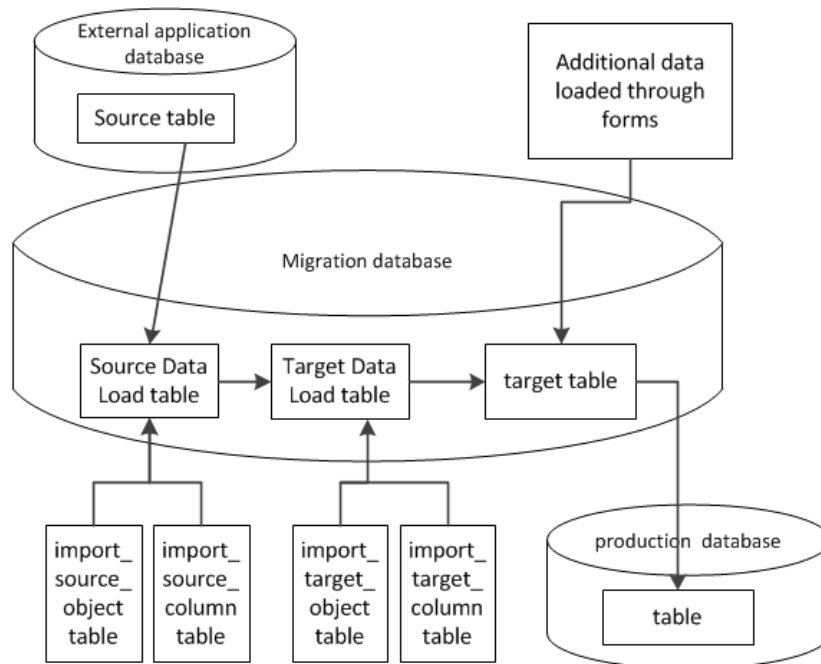 External application
database
Source table
Additional data
loaded through
forms
Migration database
Source Data
Load table
Target Data
Load table
target table
import_
source_
object
table
import_
source_
column
table
import_
target_
object
table
import_
target_
column
table
production database
table